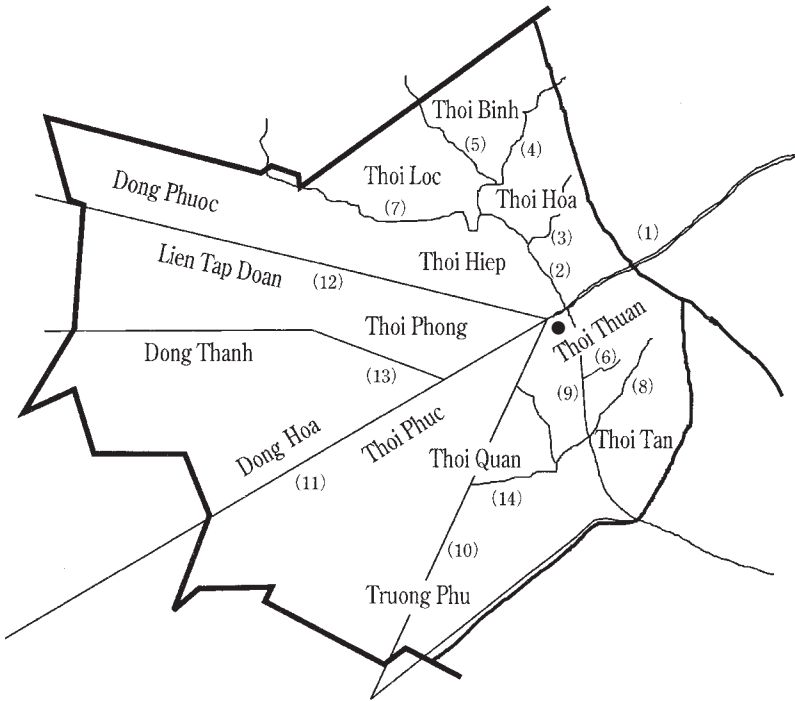 Thoi Binh
(5)
(4)
Dong Phuoc
Thoi Loc
Thoi Hoa
(7)
(3)
(1)
Lien Tap Doan
(12)
Thoi Hiep
(2)
Thoi Phong
Thoi Thuan
Dong Thanh
(13)
(6)
(9)
(8)
Dong Hoa
Thoi Phuc
Thoi Quan
Thoi Tan
(11)
(14)
(10)
Truong Phu